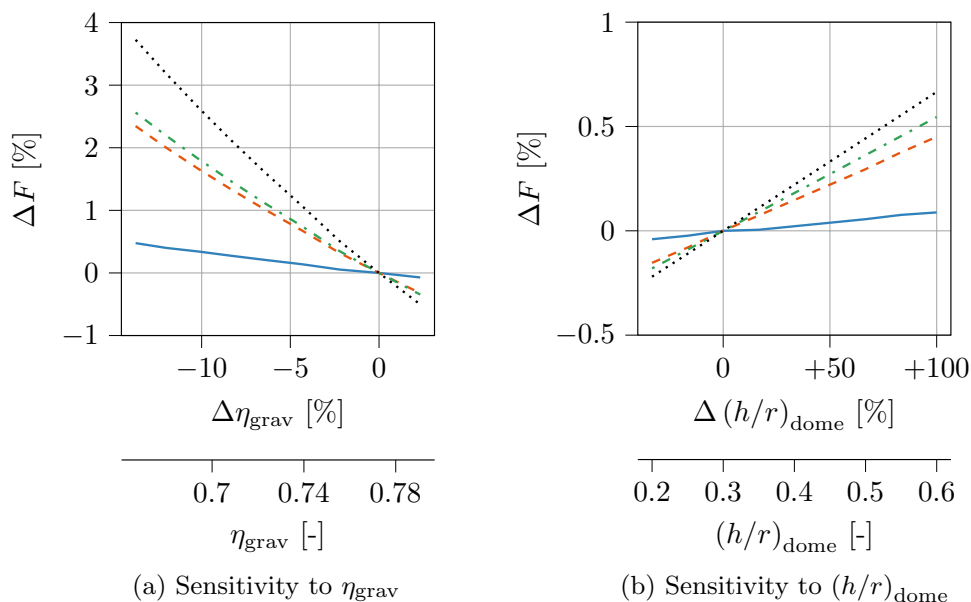 4
3
2
1
0
−1
ΔF [%]
−10 −5 0
Δη_grav [%]
0.7 0.74 0.78
η_grav [-]
(a) Sensitivity to η_grav
1
0.5
0
−0.5
ΔF [%]
0 +50 +100
Δ (h/r)_dome [%]
0.2 0.3 0.4 0.5 0.6
(h/r)_dome [-]
(b) Sensitivity to (h/r)_dome